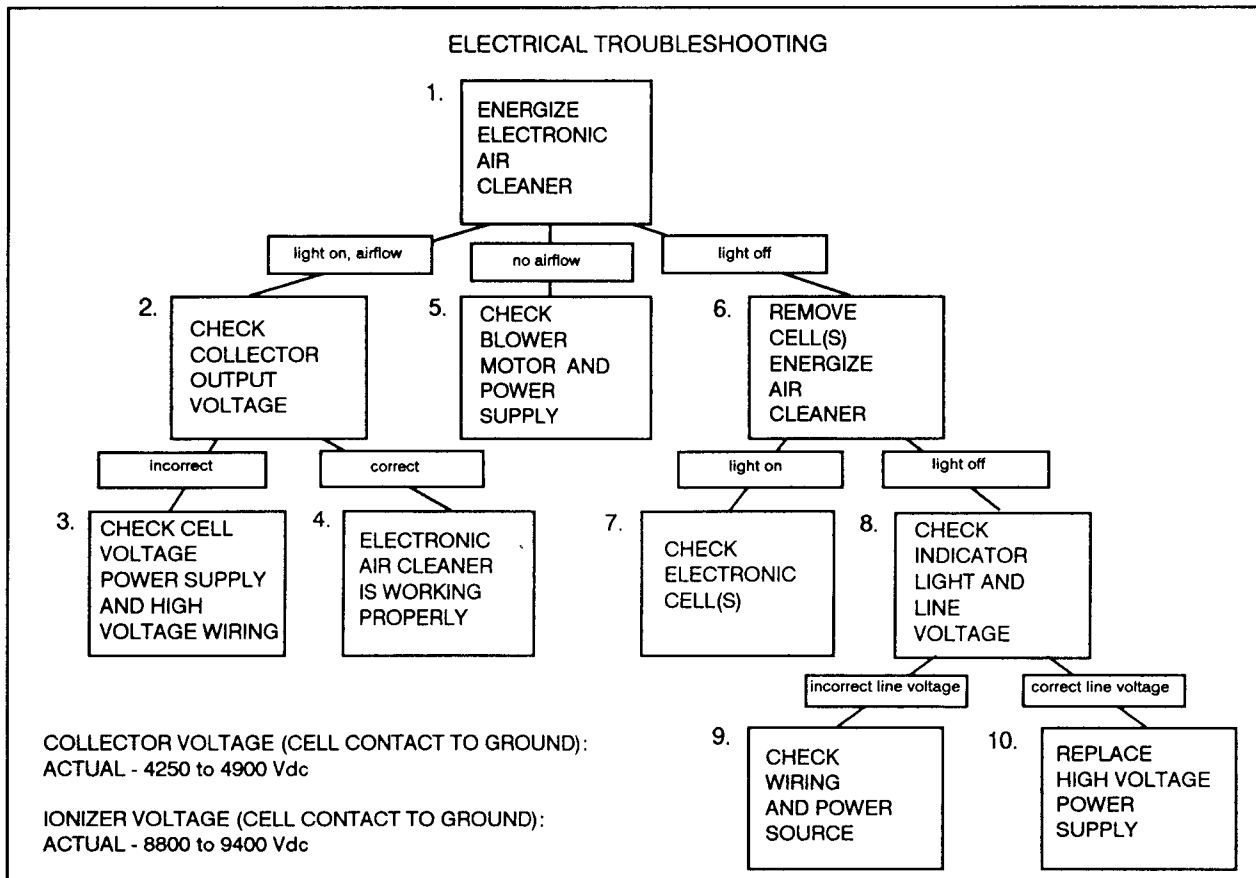 ELECTRICAL TROUBLESHOOTING
1.
ENERGIZE
ELECTRONIC
AIR
CLEANER
light on, airflow
no airflow
light off
2.
CHECK
COLLECTOR
OUTPUT
VOLTAGE
5.
CHECK
BLOWER
MOTOR AND
POWER
SUPPLY
6.
REMOVE
CELL(S)
ENERGIZE
AIR
CLEANER
incorrect
correct
light on
light off
3.
CHECK CELL
VOLTAGE
POWER SUPPLY
AND HIGH
VOLTAGE WIRING
4.
ELECTRONIC
AIR CLEANER
IS WORKING
PROPERLY
7.
CHECK
ELECTRONIC
CELL(S)
8.
CHECK
INDICATOR
LIGHT AND
LINE
VOLTAGE
incorrect line voltage
correct line voltage
9.
CHECK
WIRING
AND POWER
SOURCE
10.
REPLACE
HIGH VOLTAGE
POWER
SUPPLY
COLLECTOR VOLTAGE (CELL CONTACT TO GROUND):
ACTUAL - 4250 to 4900 Vdc
IONIZER VOLTAGE (CELL CONTACT TO GROUND):
ACTUAL - 8800 to 9400 Vdc